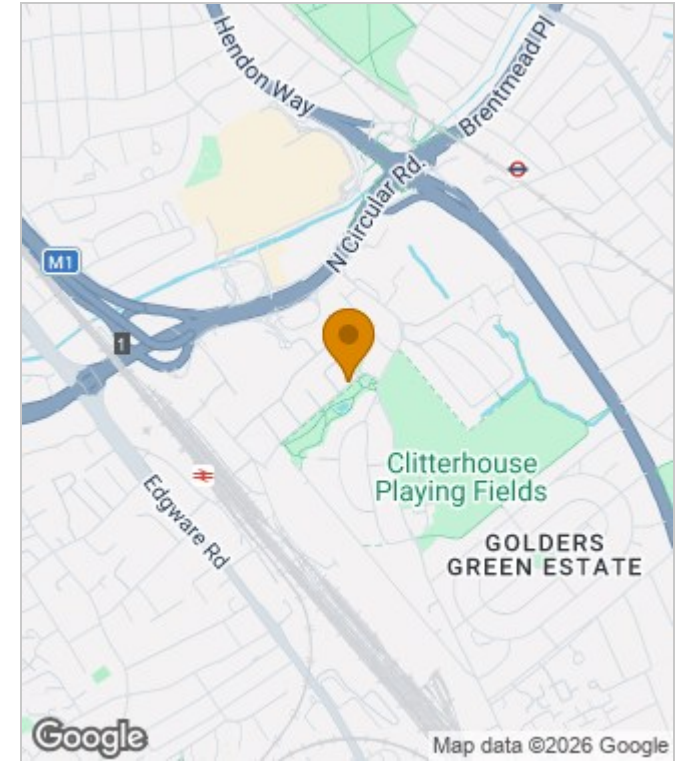 Hendon Way
Brentmead Pl
N Circular Rd.
M1
1
Clitterhouse
Playing Fields
Edgware Rd
GOLDERS
GREEN ESTATE
Google
Map data ©2026 Google